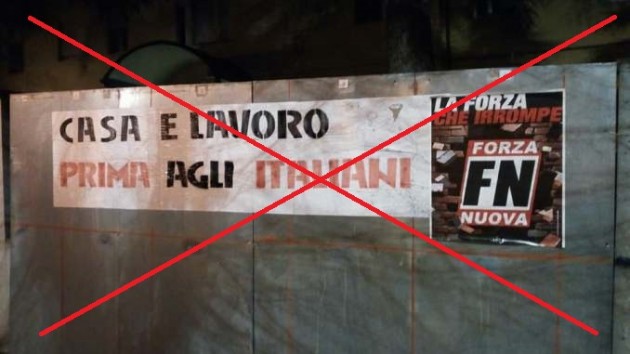 CASA E LAVORO
PRIMA AGLI ITALIANI
LA FORZA
CHE IRROMPE
FORZA
FN
NUOVA